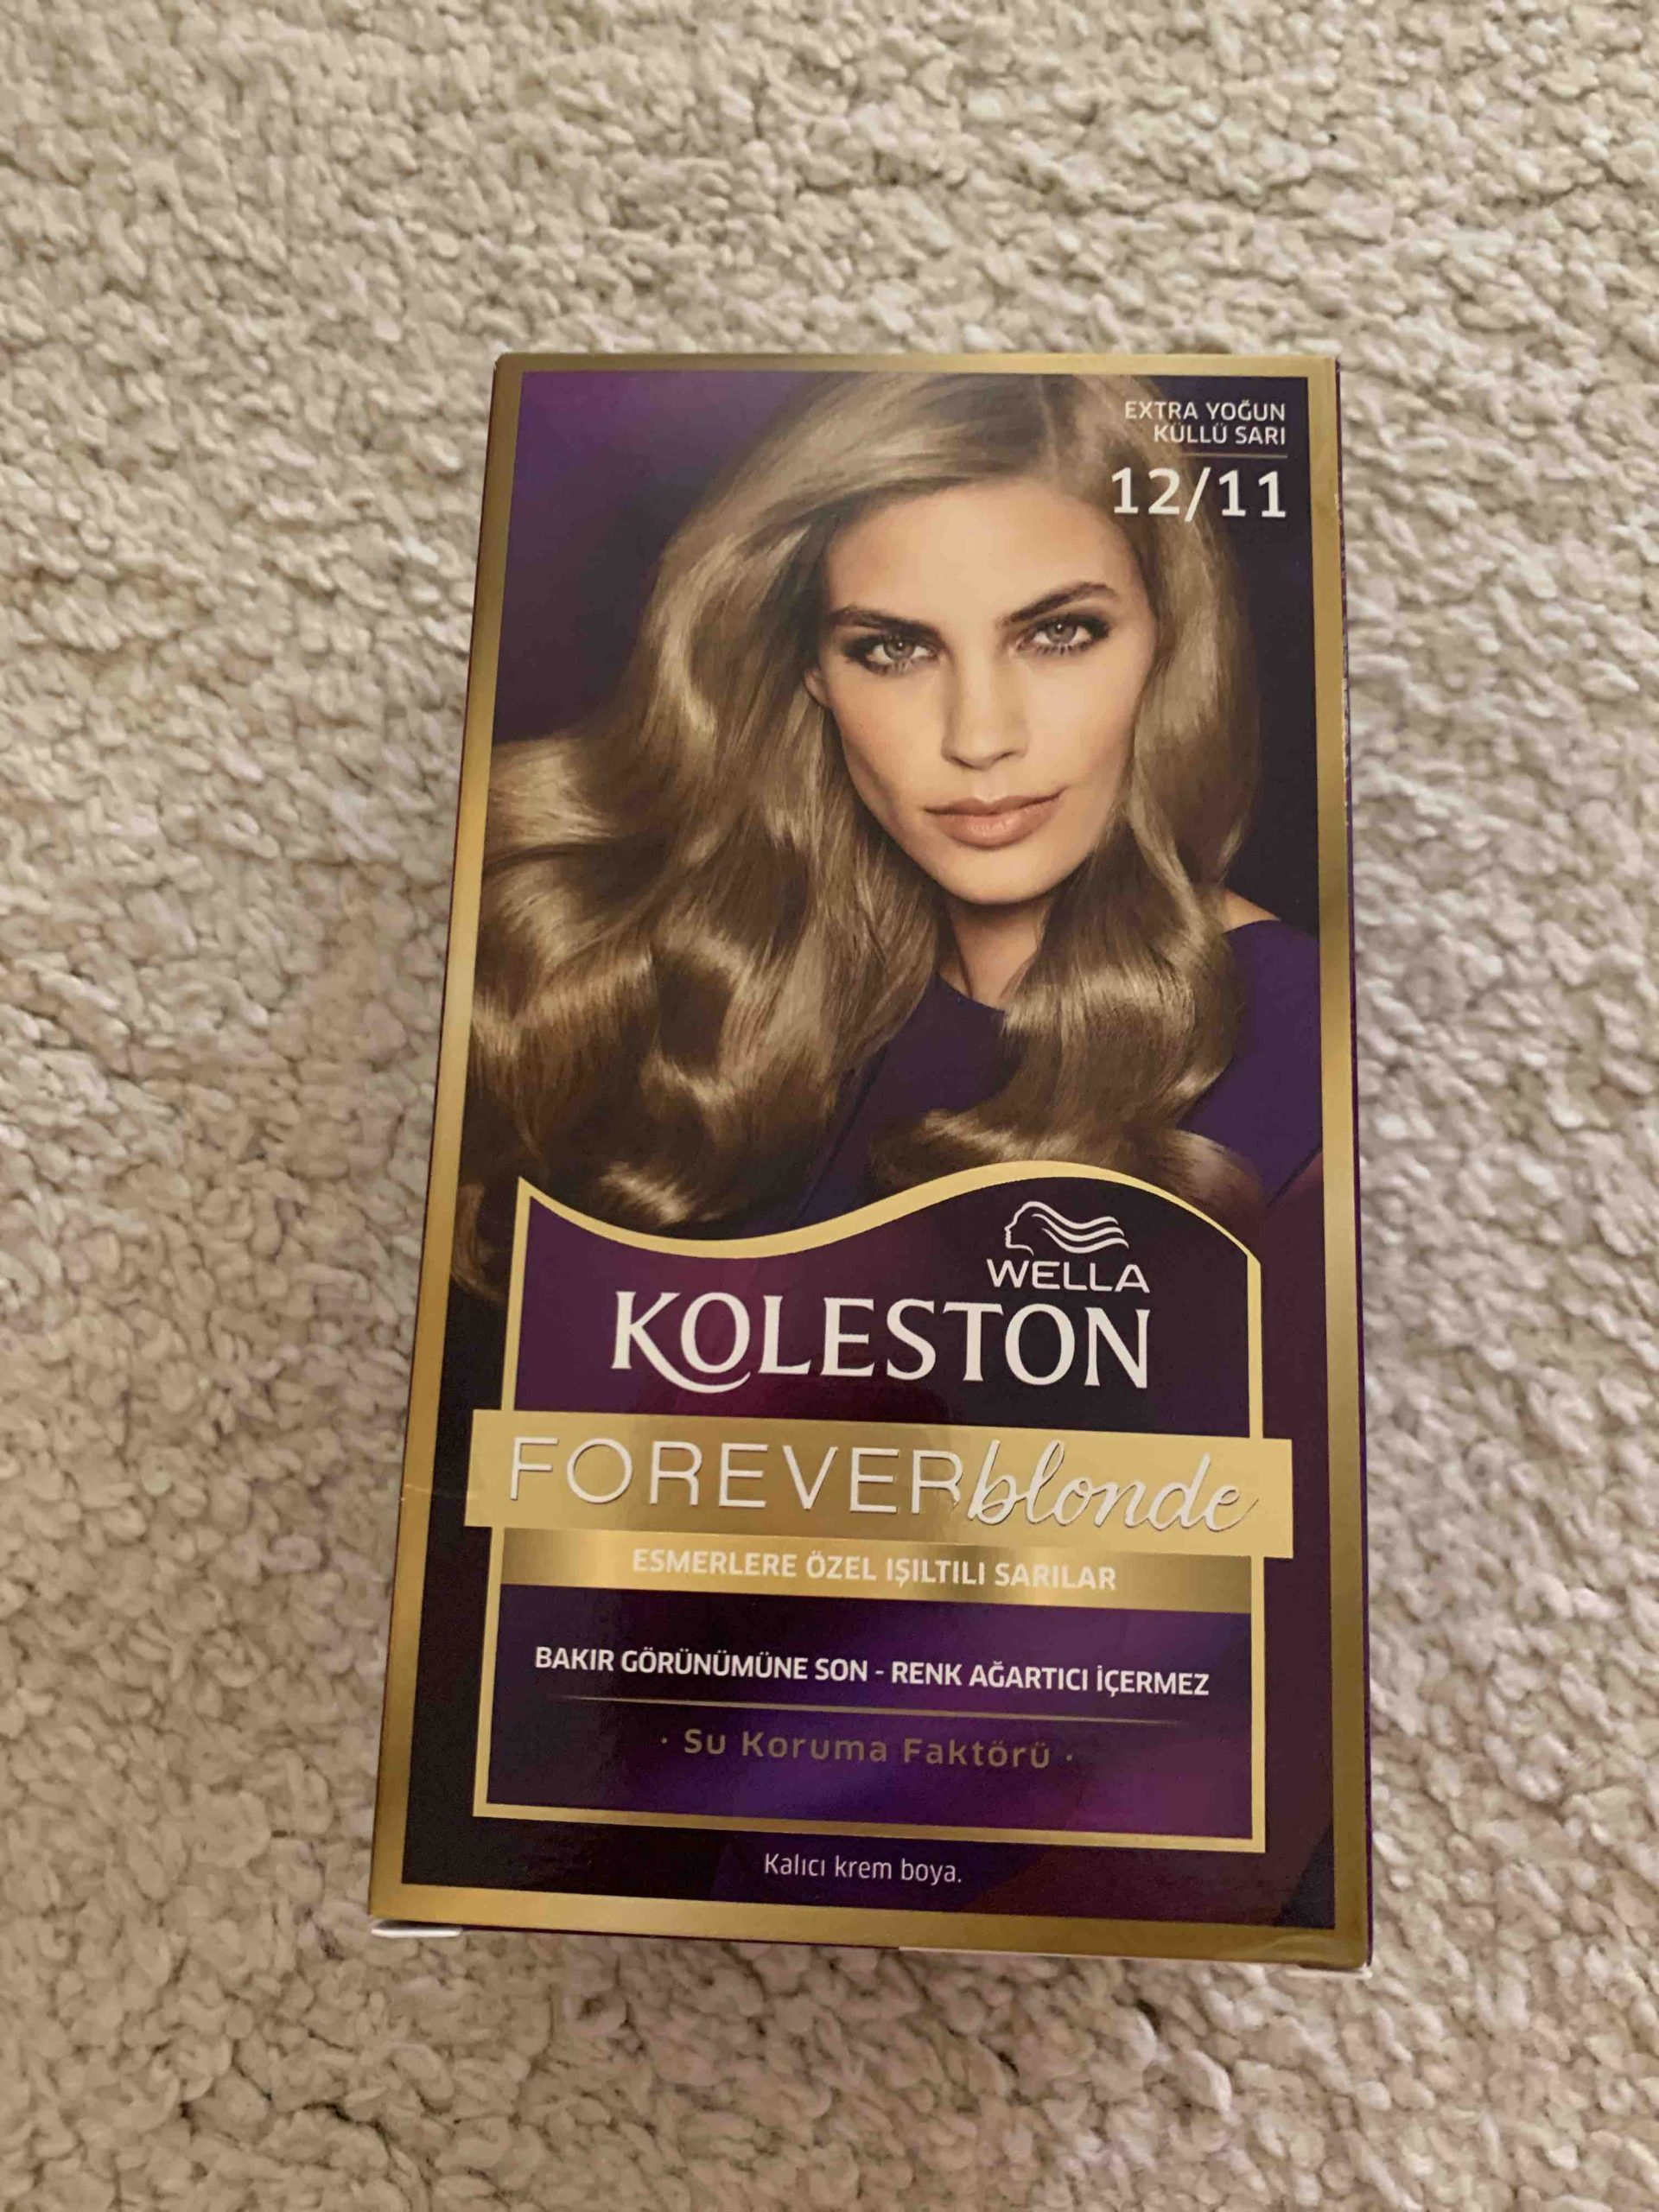 EXTRA YOĞUN
KÜLLÜ SARI
12/11
WELLA
KOLESTON
FOREVERblonde
ESMERLERE ÖZEL IŞILTILI SARILAR
BAKIR GÖRÜNÜMÜNE SON - RENK AĞARTICI İÇERMEZ
· Su Koruma Faktörü ·
Kalıcı krem boya.